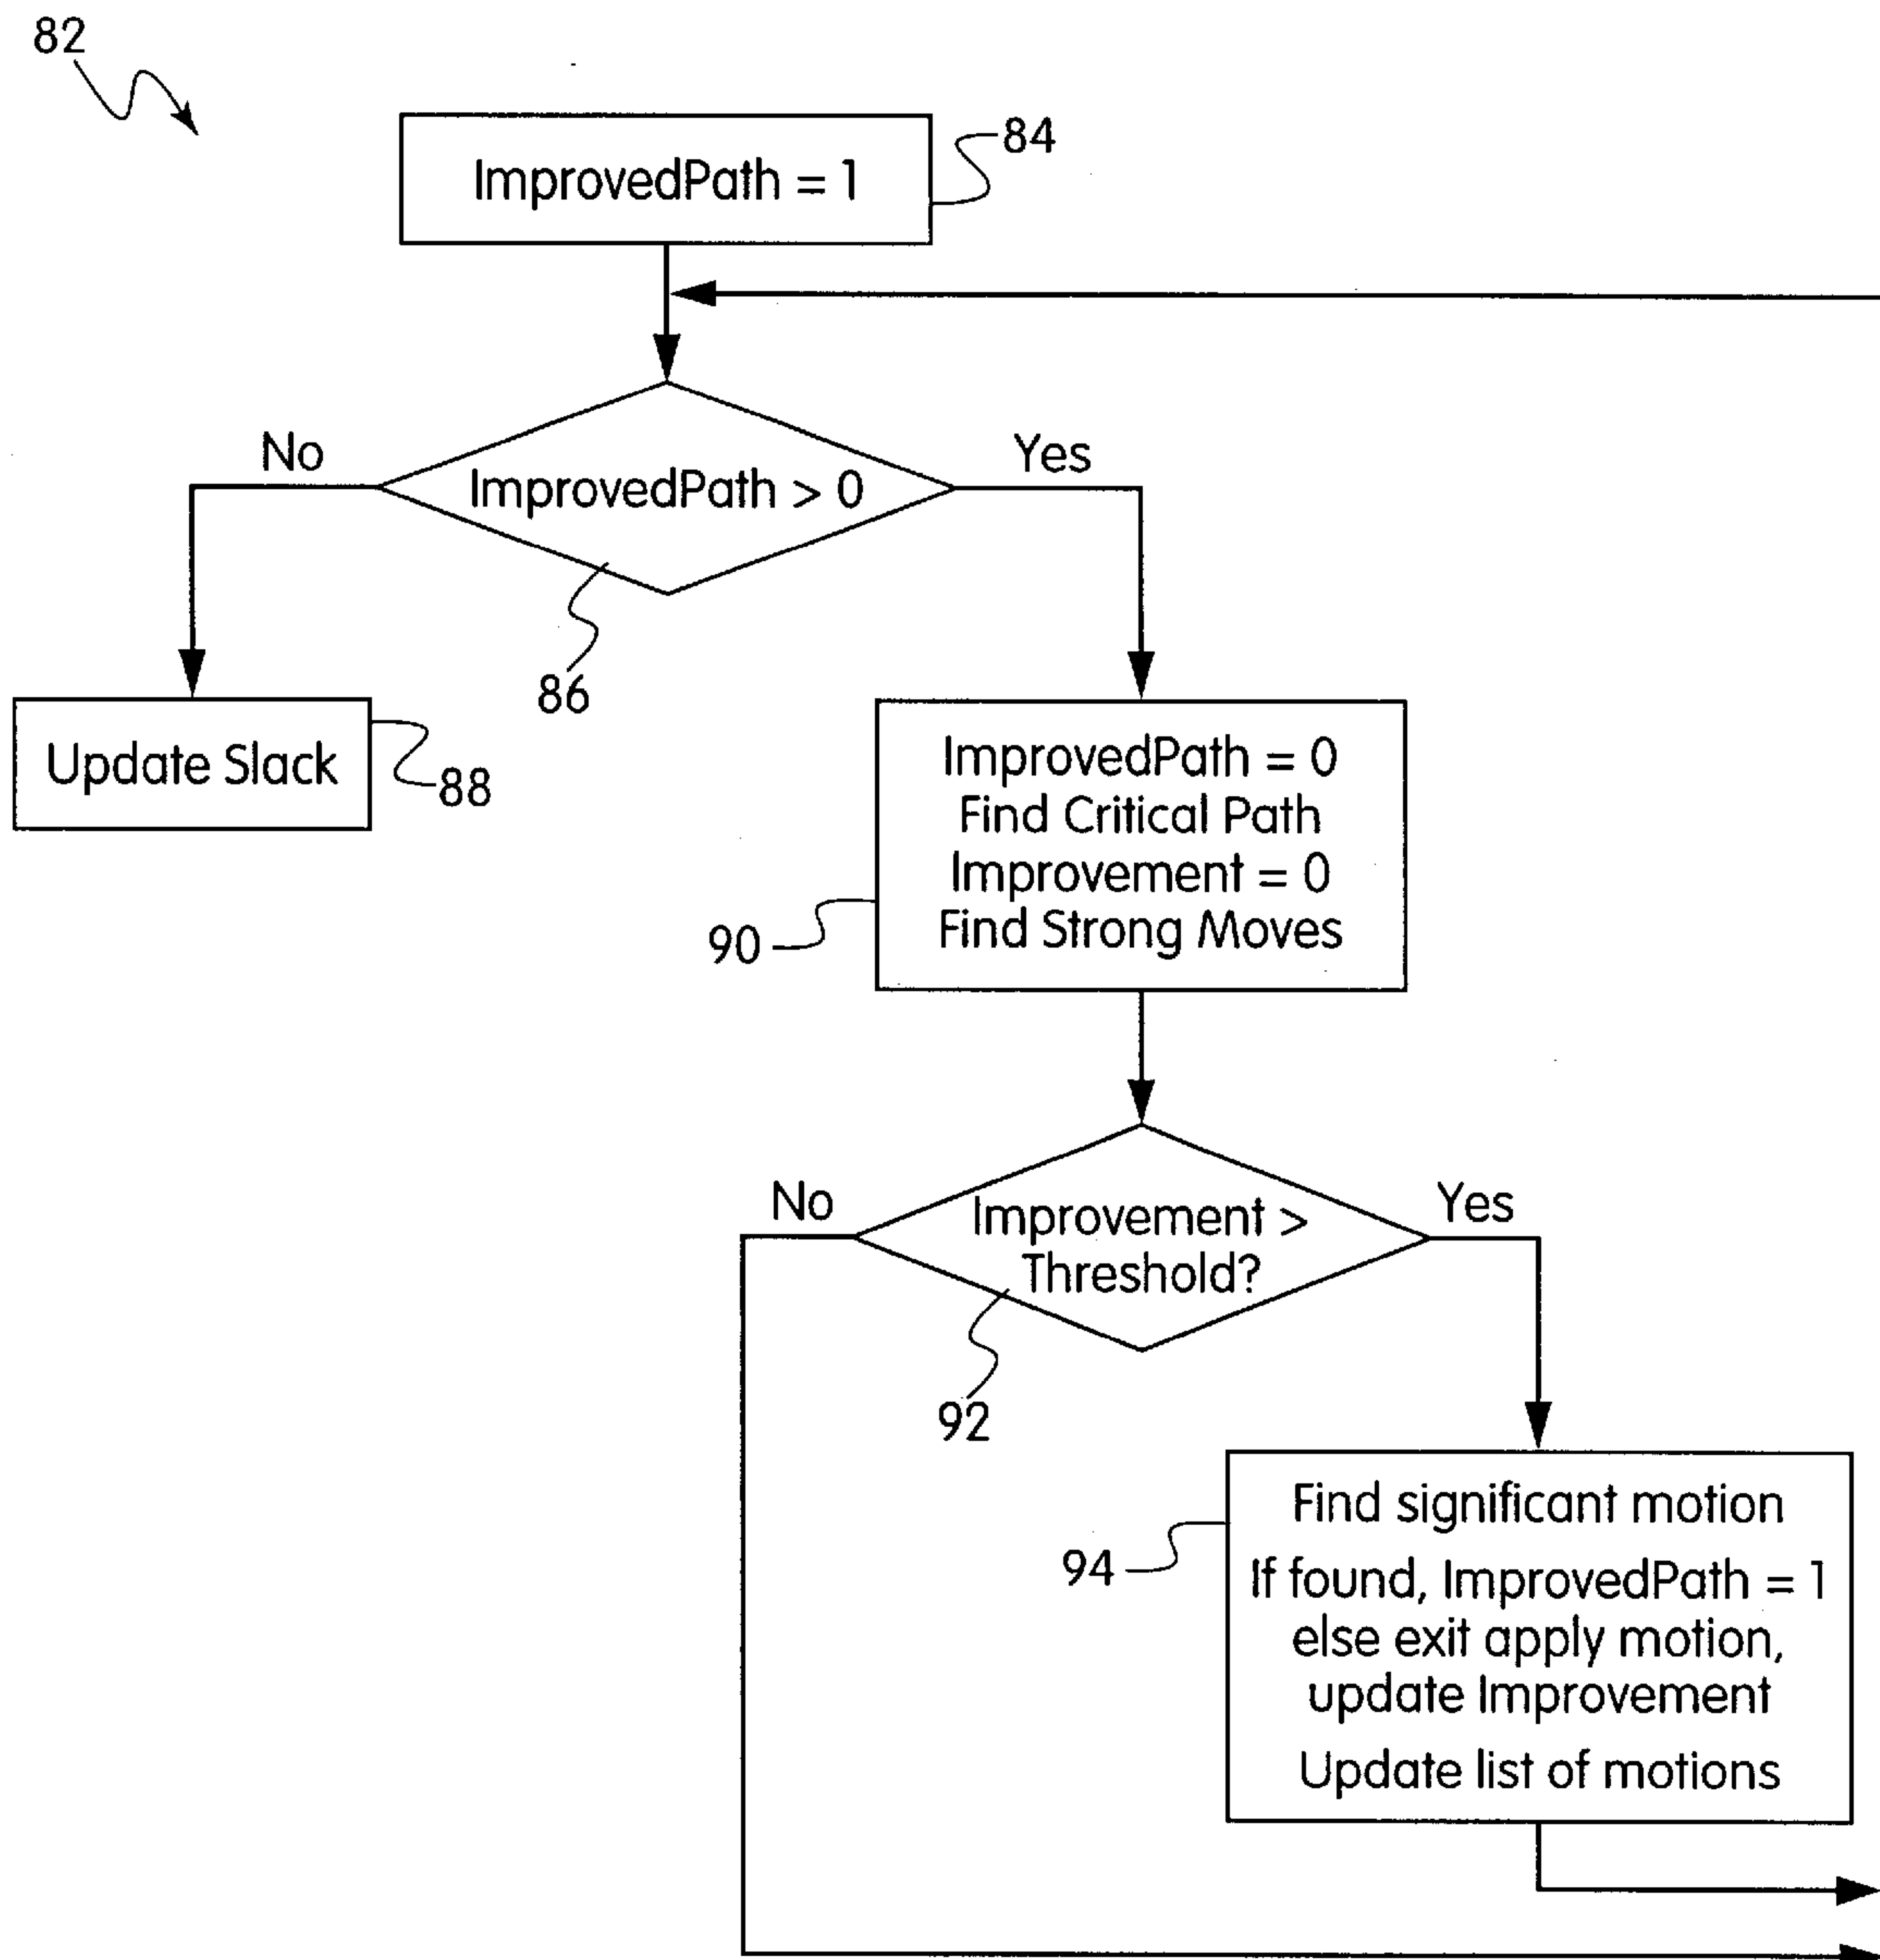 82
84
ImprovedPath = 1
No
Yes
ImprovedPath > 0
86
Update Slack
88
ImprovedPath = 0
Find Critical Path
Improvement = 0
Find Strong Moves
90
No
Yes
Improvement >
Threshold?
92
Find significant motion
If found, ImprovedPath = 1
else exit apply motion,
update Improvement
Update list of motions
94